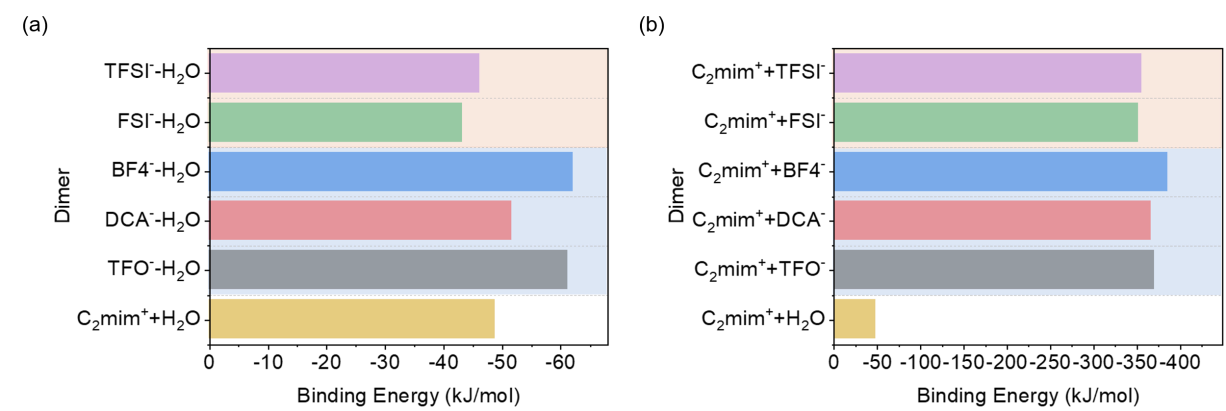 (a)
Dimer
TFSI⁻-H₂O
FSI⁻-H₂O
BF4⁻-H₂O
DCA⁻-H₂O
TFO⁻-H₂O
C₂mim⁺+H₂O
0 -10 -20 -30 -40 -50 -60
Binding Energy (kJ/mol)
(b)
Dimer
C₂mim⁺+TFSI⁻
C₂mim⁺+FSI⁻
C₂mim⁺+BF4⁻
C₂mim⁺+DCA⁻
C₂mim⁺+TFO⁻
C₂mim⁺+H₂O
0 -50 -100 -150 -200 -250 -300 -350 -400
Binding Energy (kJ/mol)